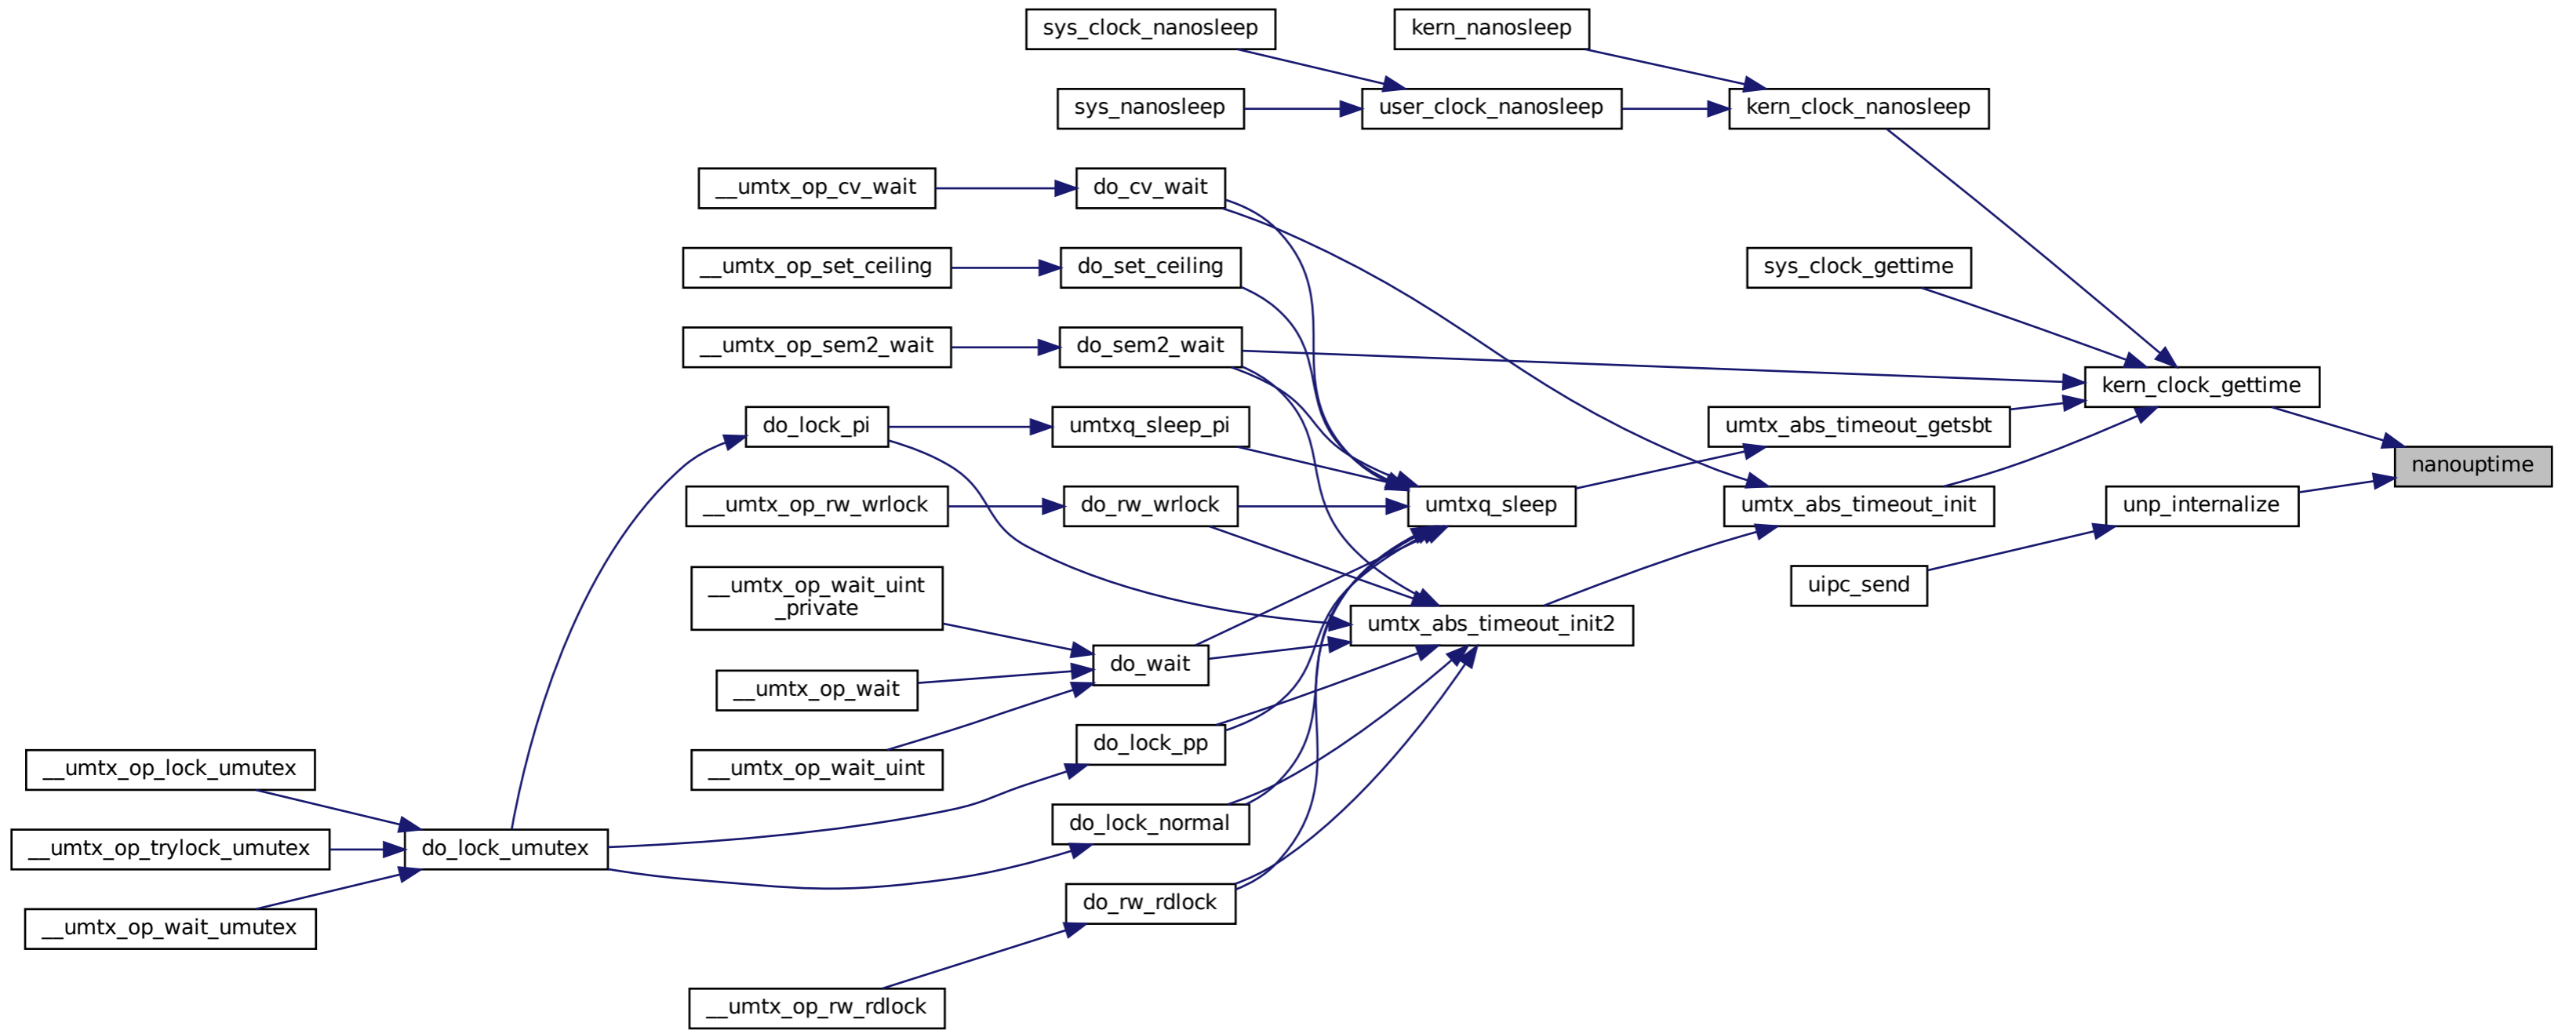 sys_clock_nanosleep
kern_nanosleep
sys_nanosleep
user_clock_nanosleep
kern_clock_nanosleep
__umtx_op_cv_wait
do_cv_wait
__umtx_op_set_ceiling
do_set_ceiling
sys_clock_gettime
__umtx_op_sem2_wait
do_sem2_wait
kern_clock_gettime
do_lock_pi
umtxq_sleep_pi
umtx_abs_timeout_getsbt
nanouptime
__umtx_op_rw_wrlock
do_rw_wrlock
umtxq_sleep
umtx_abs_timeout_init
unp_internalize
__umtx_op_wait_uint
_private
uipc_send
umtx_abs_timeout_init2
do_wait
__umtx_op_wait
do_lock_pp
__umtx_op_lock_umutex
__umtx_op_wait_uint
do_lock_normal
__umtx_op_trylock_umutex
do_lock_umutex
do_rw_rdlock
__umtx_op_wait_umutex
__umtx_op_rw_rdlock